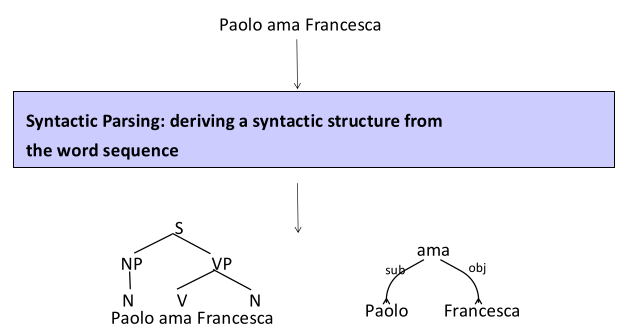 Paolo ama Francesca
Syntactic Parsing: deriving a syntactic structure from
the word sequence
S
NP VP
N V N
Paolo ama Francesca
ama
sub obj
Paolo Francesca